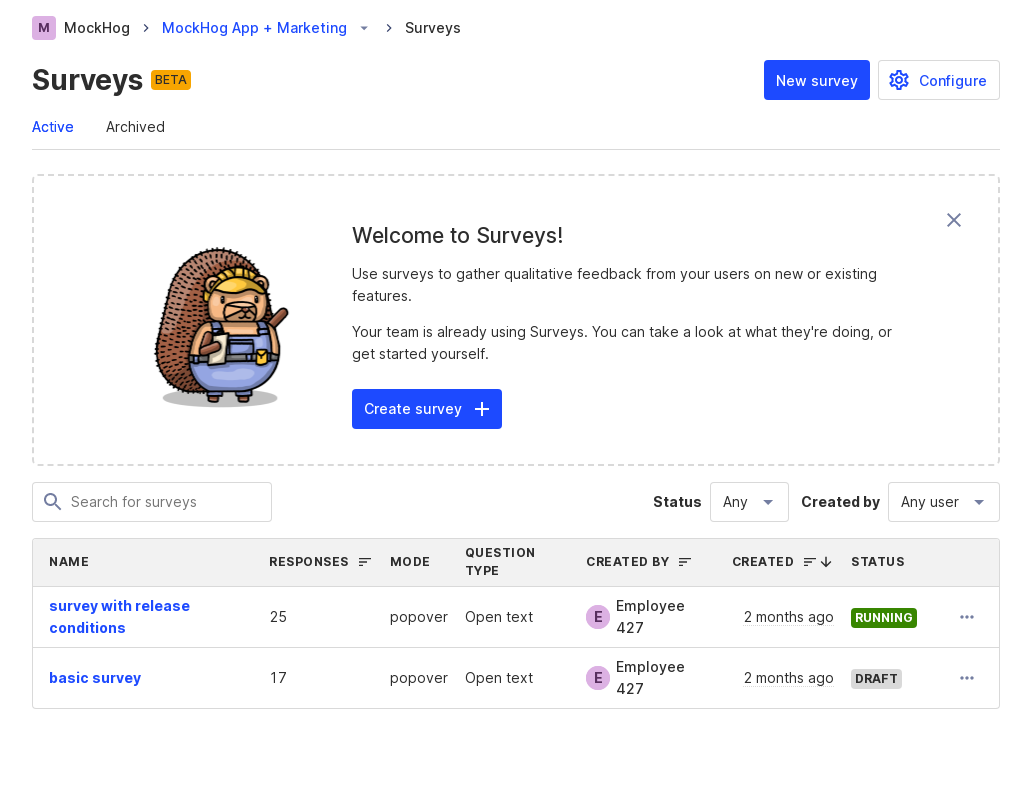 M MockHog MockHog App + Marketing Surveys
Surveys BETA
New survey Configure
Active Archived
Welcome to Surveys!
Use surveys to gather qualitative feedback from your users on new or existing
features.
Your team is already using Surveys. You can take a look at what they're doing, or
get started yourself.
Create survey
Search for surveys Status Any Created by Any user
NAME RESPONSES MODE QUESTION TYPE CREATED BY CREATED STATUS
survey with release conditions 25 popover Open text E Employee 427 2 months ago RUNNING
basic survey 17 popover Open text E Employee 427 2 months ago DRAFT